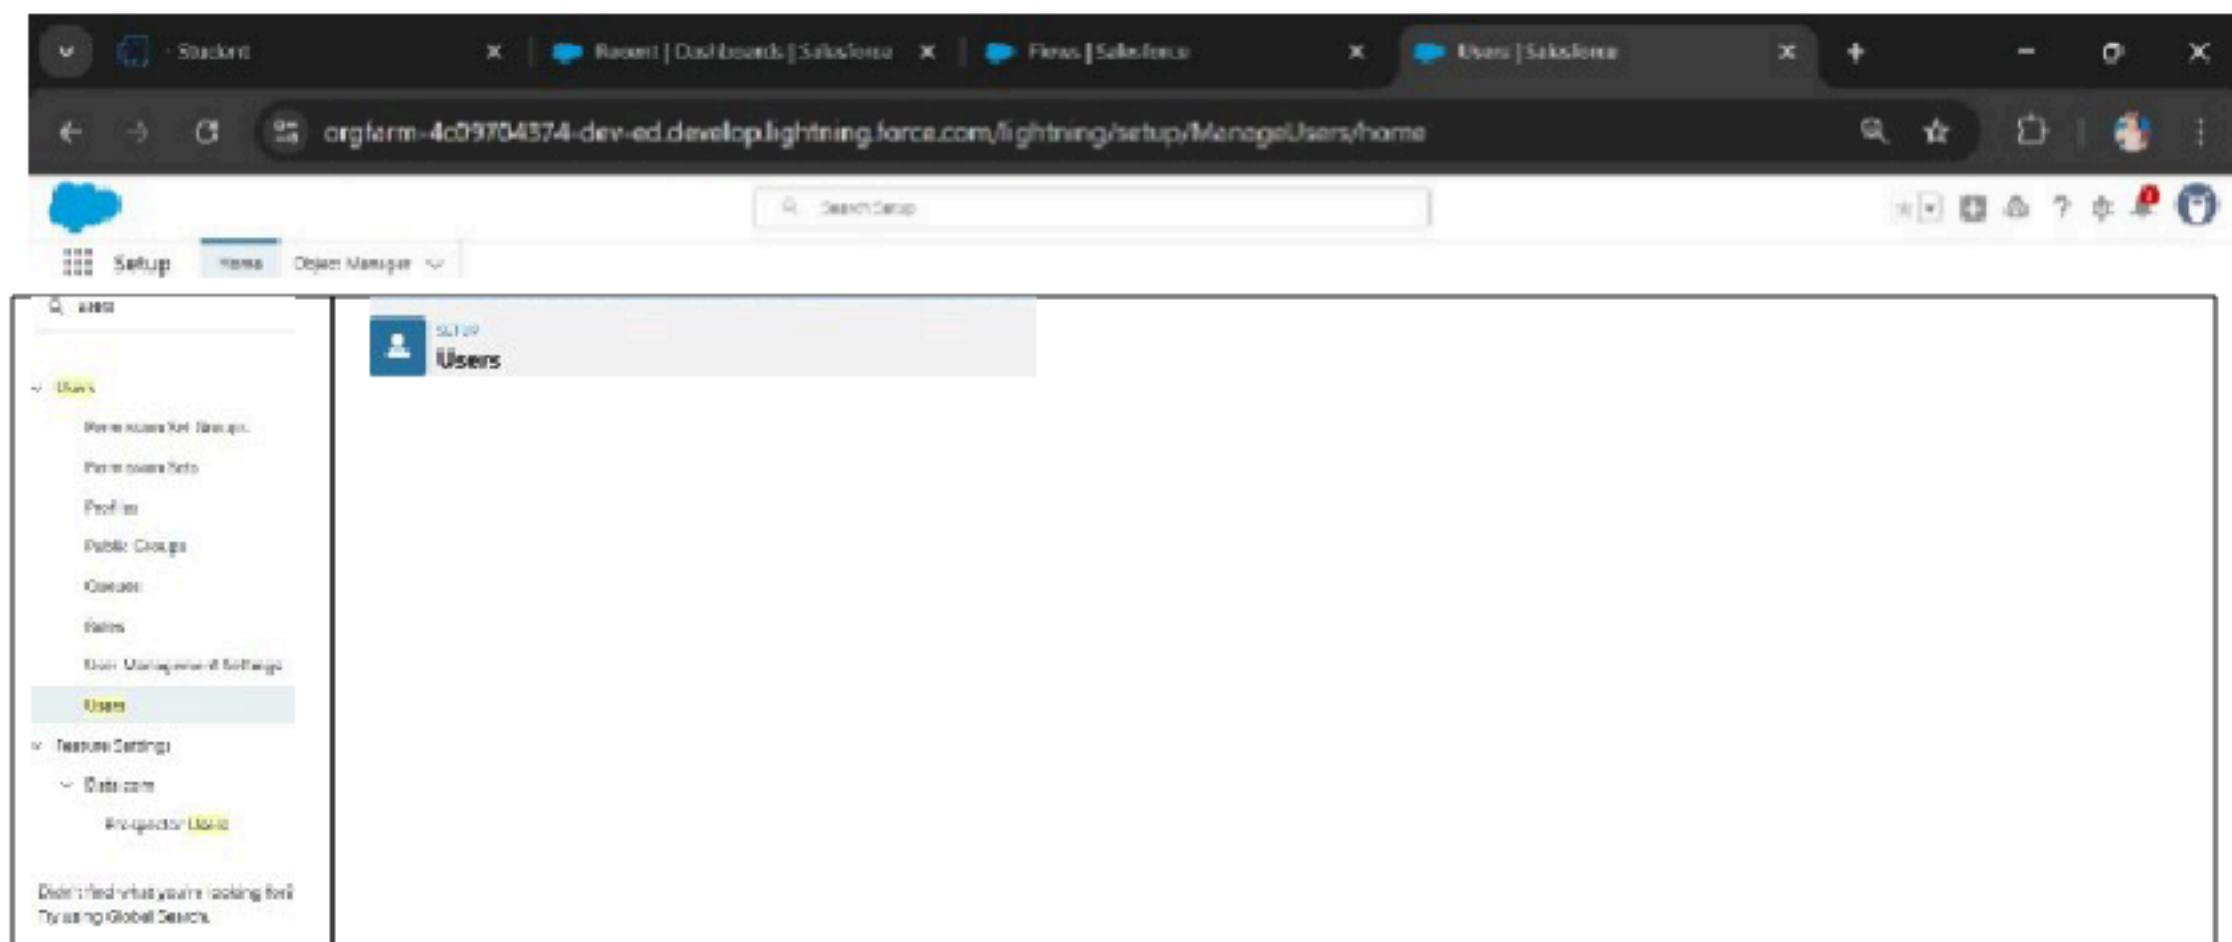 - Student
Recent | Dashboards | Salesforce
Flows | Salesforce
Users | Salesforce
orgfarm-4c09704374-dev-ed.develop.lightning.force.com/lightning/setup/ManageUsers/home
Search Setup
Setup
Home
Object Manager
users
SETUP
Users
Users
Permission Set Groups
Permission Sets
Profiles
Public Groups
Queues
Roles
User Management Settings
Users
Feature Settings
Data.com
Prospector Users
Didn't find what you're looking for?
Try using Global Search.